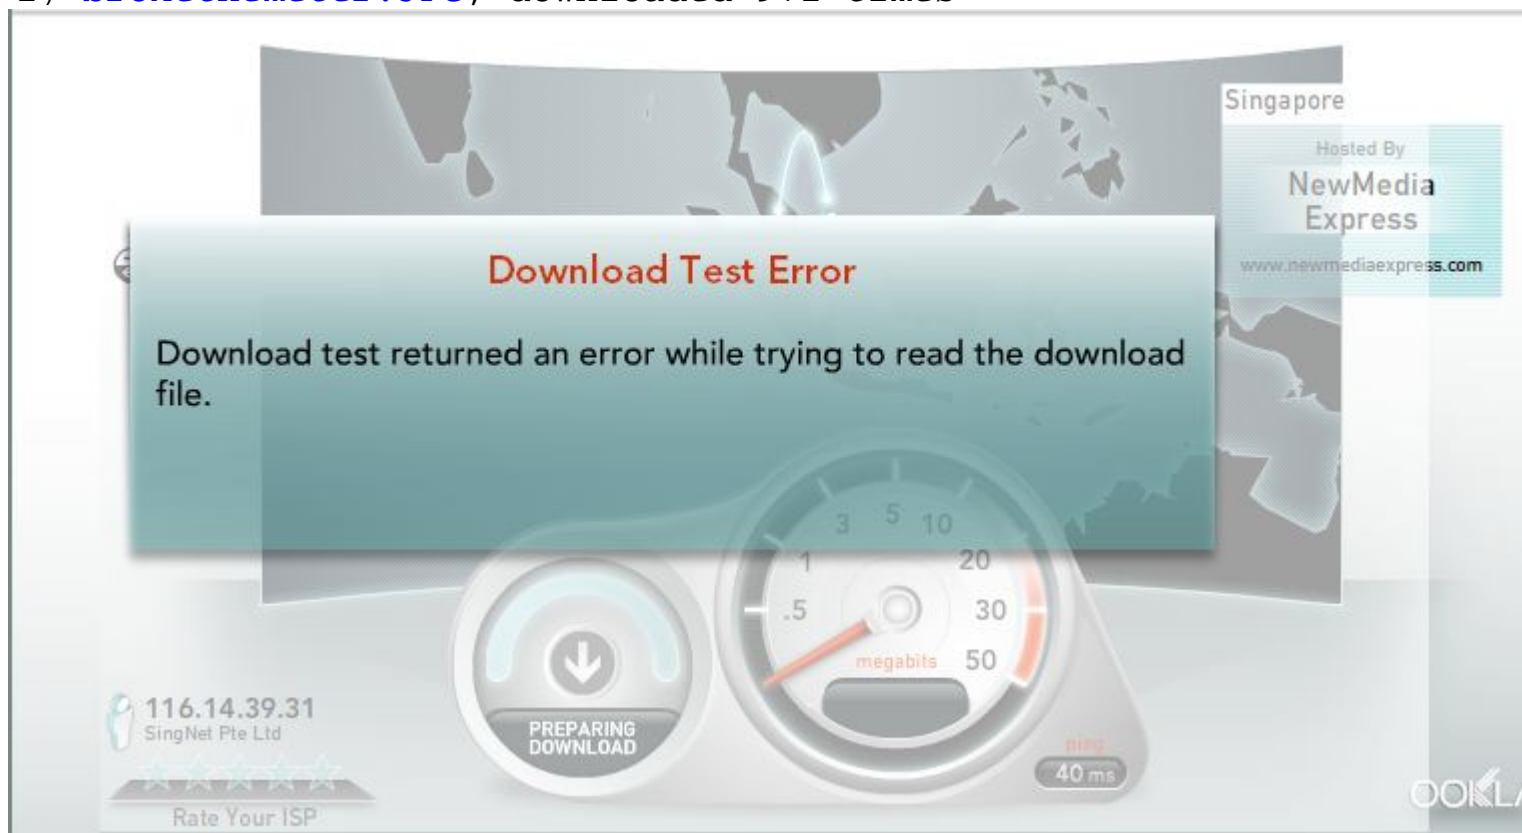 Singapore
Hosted By
NewMedia
Express
www.newmediaexpress.com
Download Test Error
Download test returned an error while trying to read the download
file.
3 5 10
1 20
.5 30
megabits 50
116.14.39.31
SingNet Pte Ltd
PREPARING
DOWNLOAD
ping
40 ms
Rate Your ISP
OOKLA